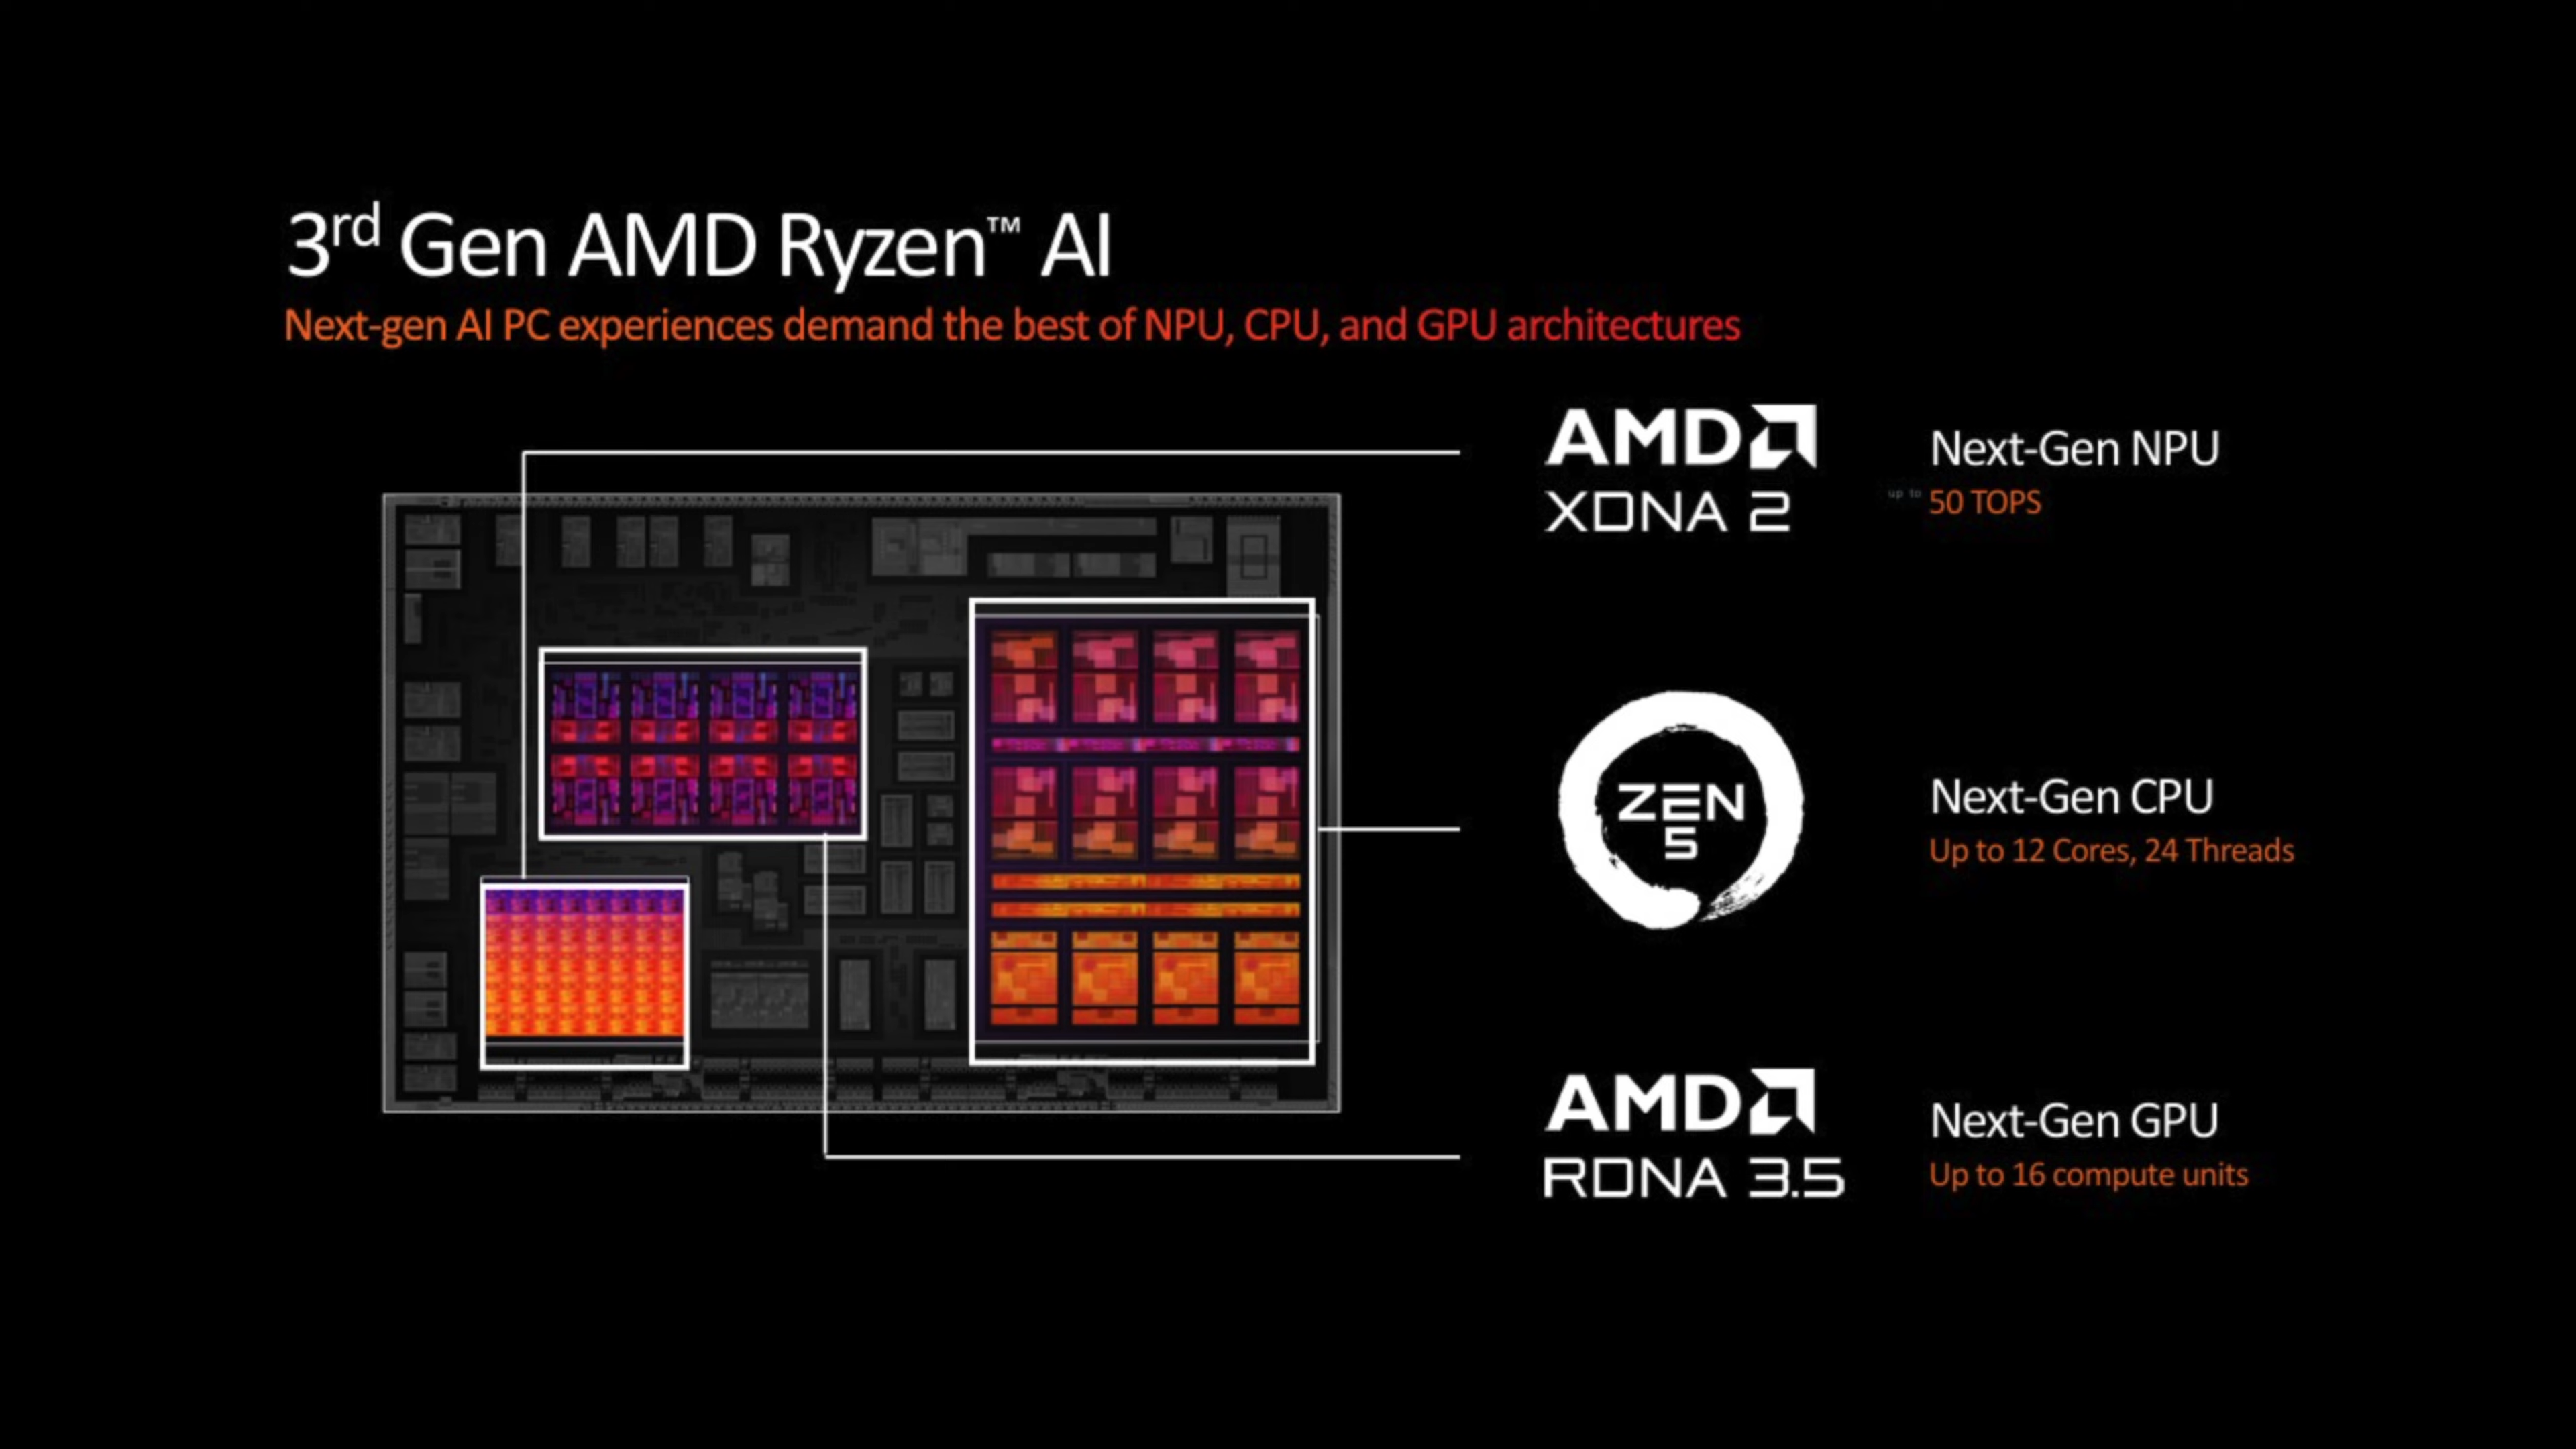 3rd Gen AMD Ryzen™ AI
Next-gen AI PC experiences demand the best of NPU, CPU, and GPU architectures
AMD
XDNA 2
Next-Gen NPU
up to 50 TOPS
ZEN
5
Next-Gen CPU
Up to 12 Cores, 24 Threads
AMD
RDNA 3.5
Next-Gen GPU
Up to 16 compute units